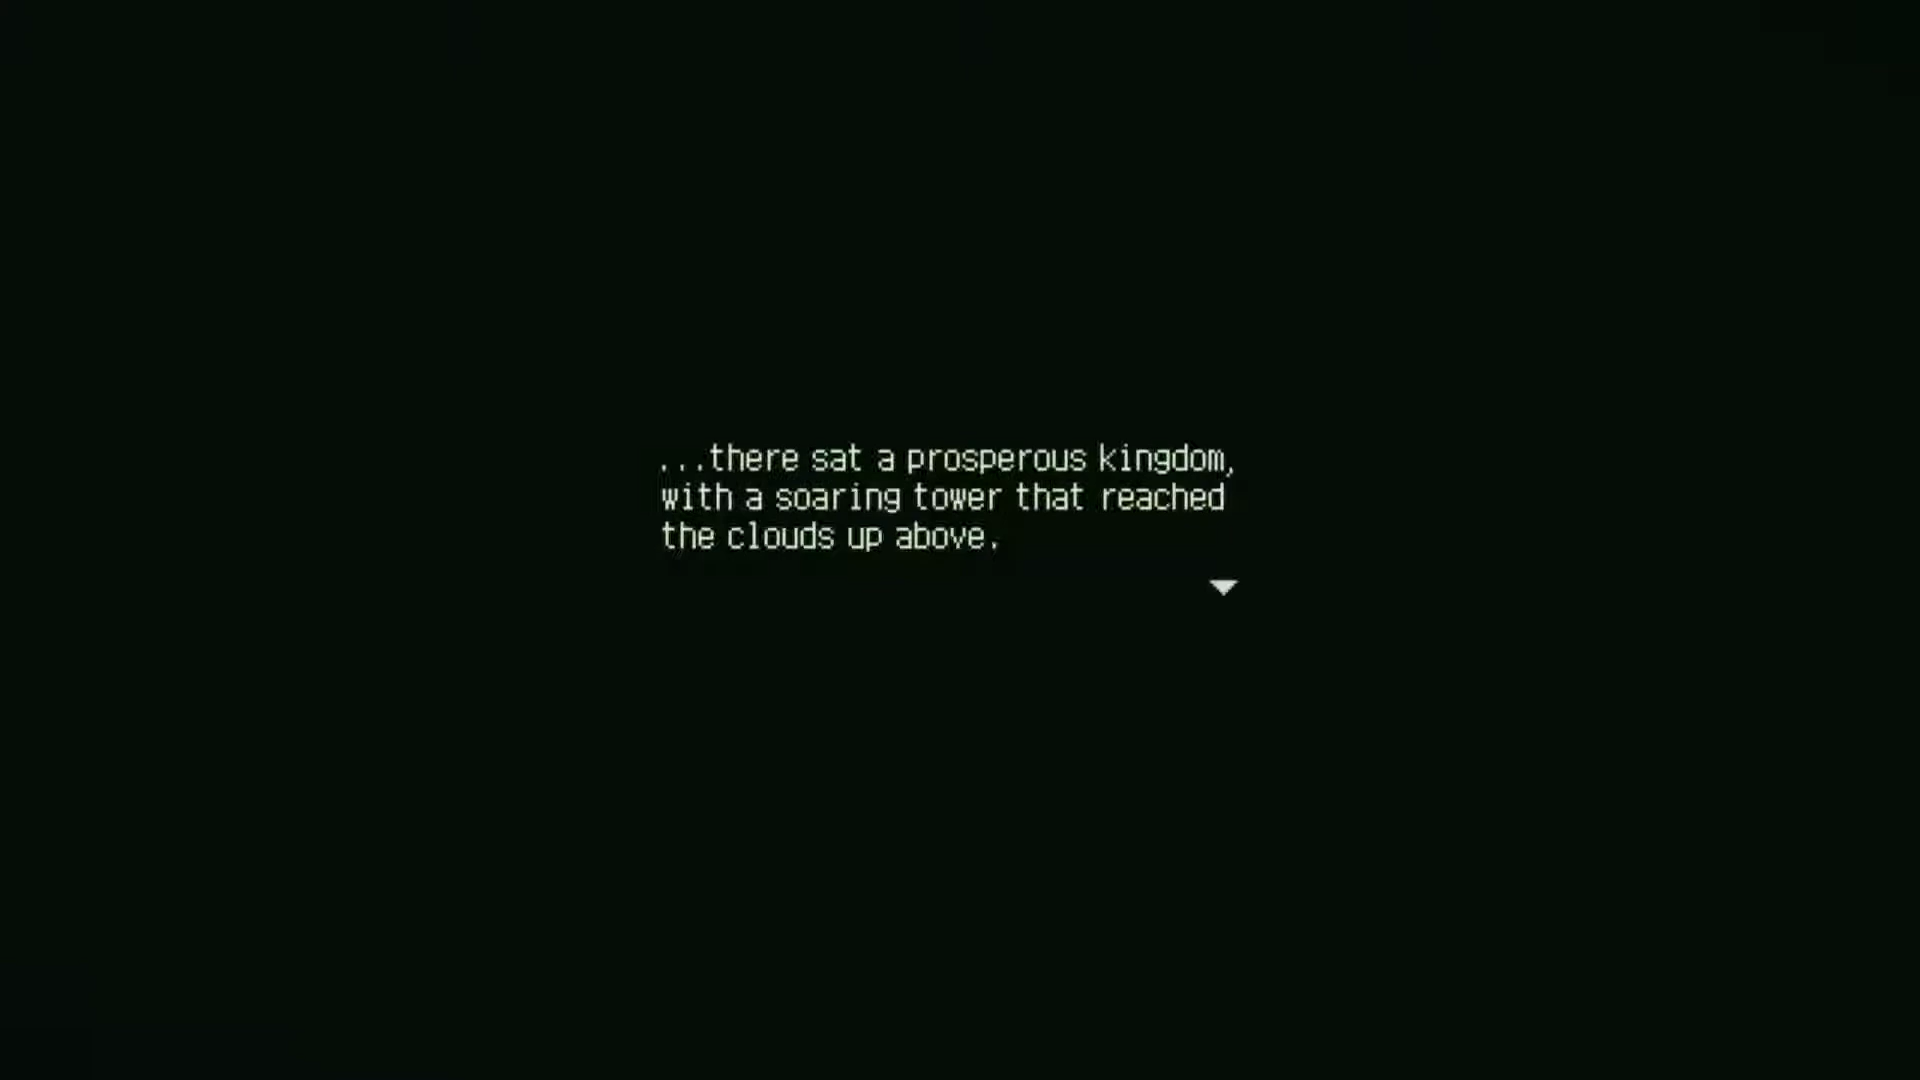 ...there sat a prosperous kingdom,
with a soaring tower that reached
the clouds up above.